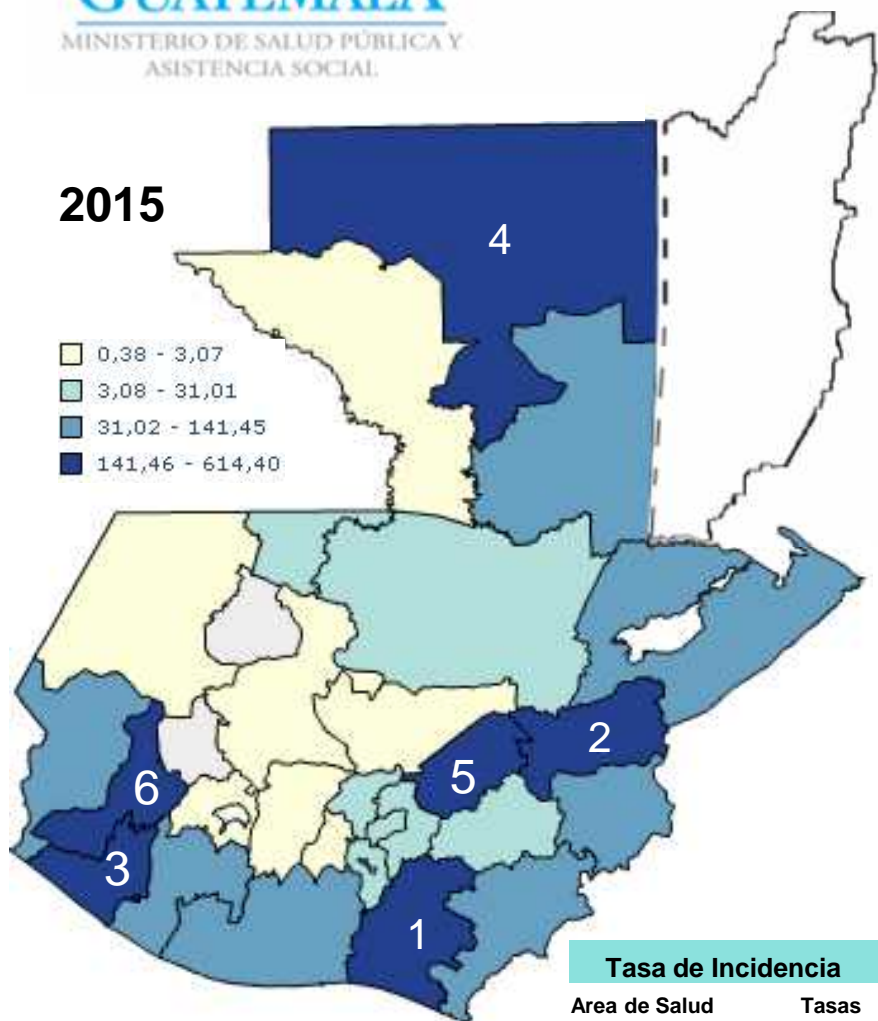 GUATEMALA
MINISTERIO DE SALUD PÚBLICA Y
ASISTENCIA SOCIAL
2015
4
0,38 - 3,07
3,08 - 31,01
31,02 - 141,45
141,46 - 614,40
2
5
6
3
1
Tasa de Incidencia
Area de Salud Tasas